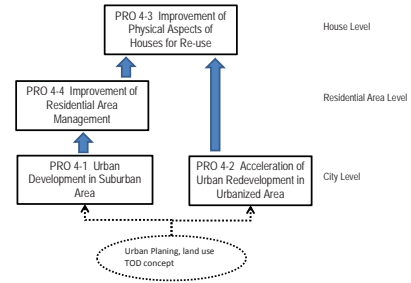 PRO 4-3 Improvement of
Physical Aspects of
Houses for Re-use
House Level
PRO 4-4 Improvement of
Residential Area
Management
Residential Area Level
PRO 4-1 Urban
Development in Suburban
Area
PRO 4-2 Acceleration of
Urban Redevelopment in
Urbanized Area
City Level
Urban Planing, land use
TOD concept